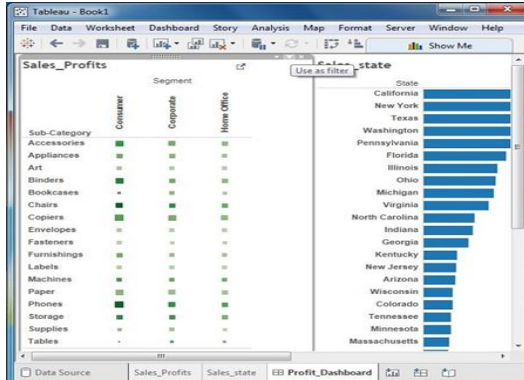 Tableau - Book1
File Data Worksheet Dashboard Story Analysis Map Format Server Window Help
Show Me
Sales_Profits
Sales_state
Use as filter
Segment
Sub-Category
Consumer
Corporate
Home Office
Accessories
Appliances
Art
Binders
Bookcases
Chairs
Copiers
Envelopes
Fasteners
Furnishings
Labels
Machines
Paper
Phones
Storage
Supplies
Tables
State
California
New York
Texas
Washington
Pennsylvania
Florida
Illinois
Ohio
Michigan
Virginia
North Carolina
Indiana
Georgia
Kentucky
New Jersey
Arizona
Wisconsin
Colorado
Tennessee
Minnesota
Massachusetts
Data Source Sales_Profits Sales_state Profit_Dashboard